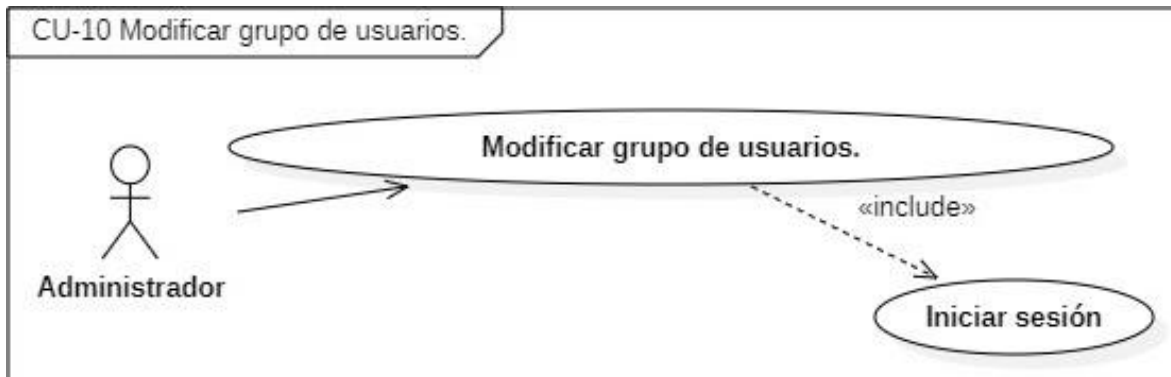 CU-10 Modificar grupo de usuarios.
Modificar grupo de usuarios.
«include»
Administrador
Iniciar sesión